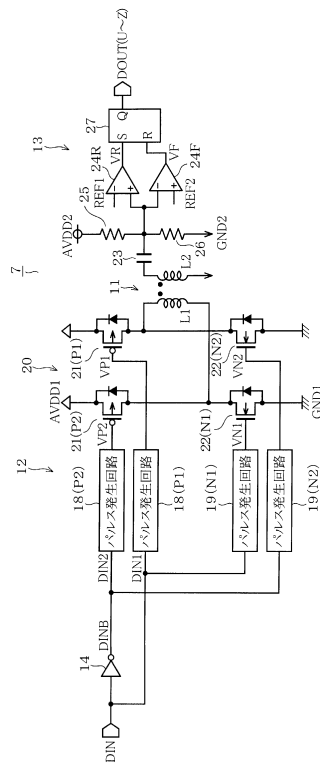 7
12
20
11
13
DIN
14
DINB
DIN2
DIN1
18(P2)
パルス発生回路
18(P1)
パルス発生回路
19(N1)
パルス発生回路
19(N2)
パルス発生回路
AVDD1
21(P2)
VP2
21(P1)
VP1
22(N1)
VN1
22(N2)
VN2
GND1
L1
L2
23
AVDD2
25
26
GND2
REF1
24R
VR
REF2
24F
VF
27
S
Q
R
DOUT(U~Z)